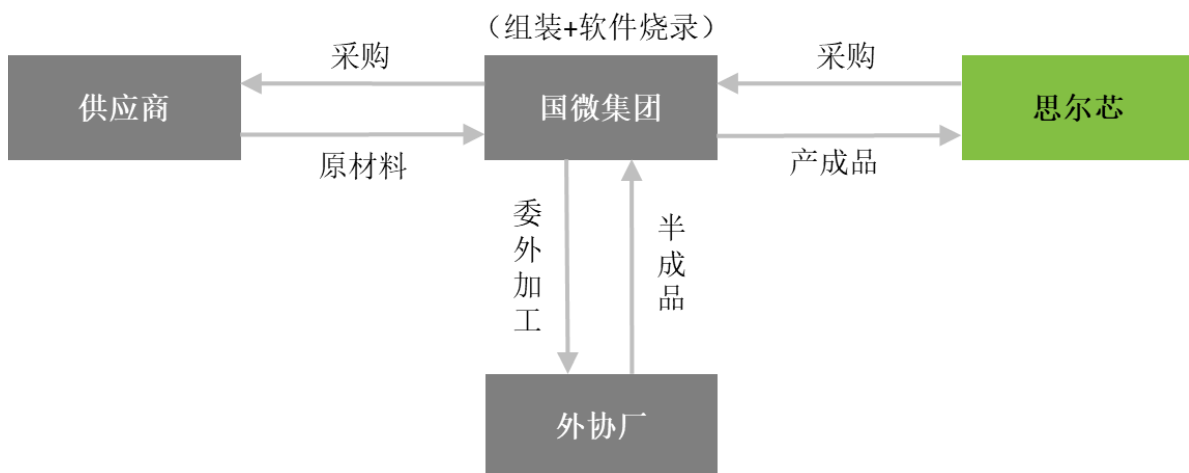 （组装+软件烧录）
采购
采购
供应商
国微集团
思尔芯
原材料
产成品
委外加工
半成品
外协厂